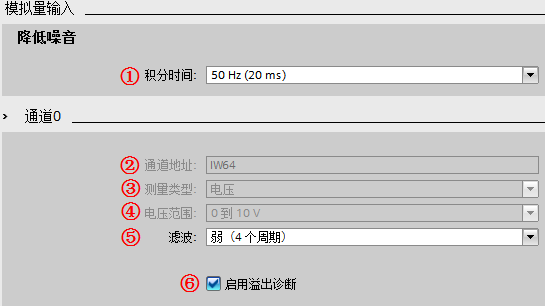 模拟量输入
降低噪音
① 积分时间: 50 Hz (20 ms)
› 通道0
② 通道地址: IW64
③ 测量类型: 电压
④ 电压范围: 0 到 10 V
⑤ 滤波: 弱（4 个周期）
⑥ 启用溢出诊断